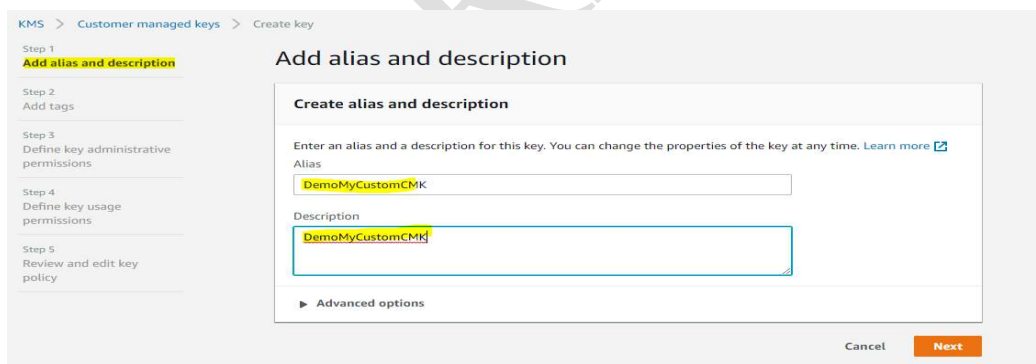 KMS > Customer managed keys > Create key
Step 1
Add alias and description
Step 2
Add tags
Step 3
Define key administrative
permissions
Step 4
Define key usage
permissions
Step 5
Review and edit key
policy
Add alias and description
Create alias and description
Enter an alias and a description for this key. You can change the properties of the key at any time. Learn more
Alias
DemoMyCustomCMK
Description
DemoMyCustomCMK
Advanced options
Cancel
Next